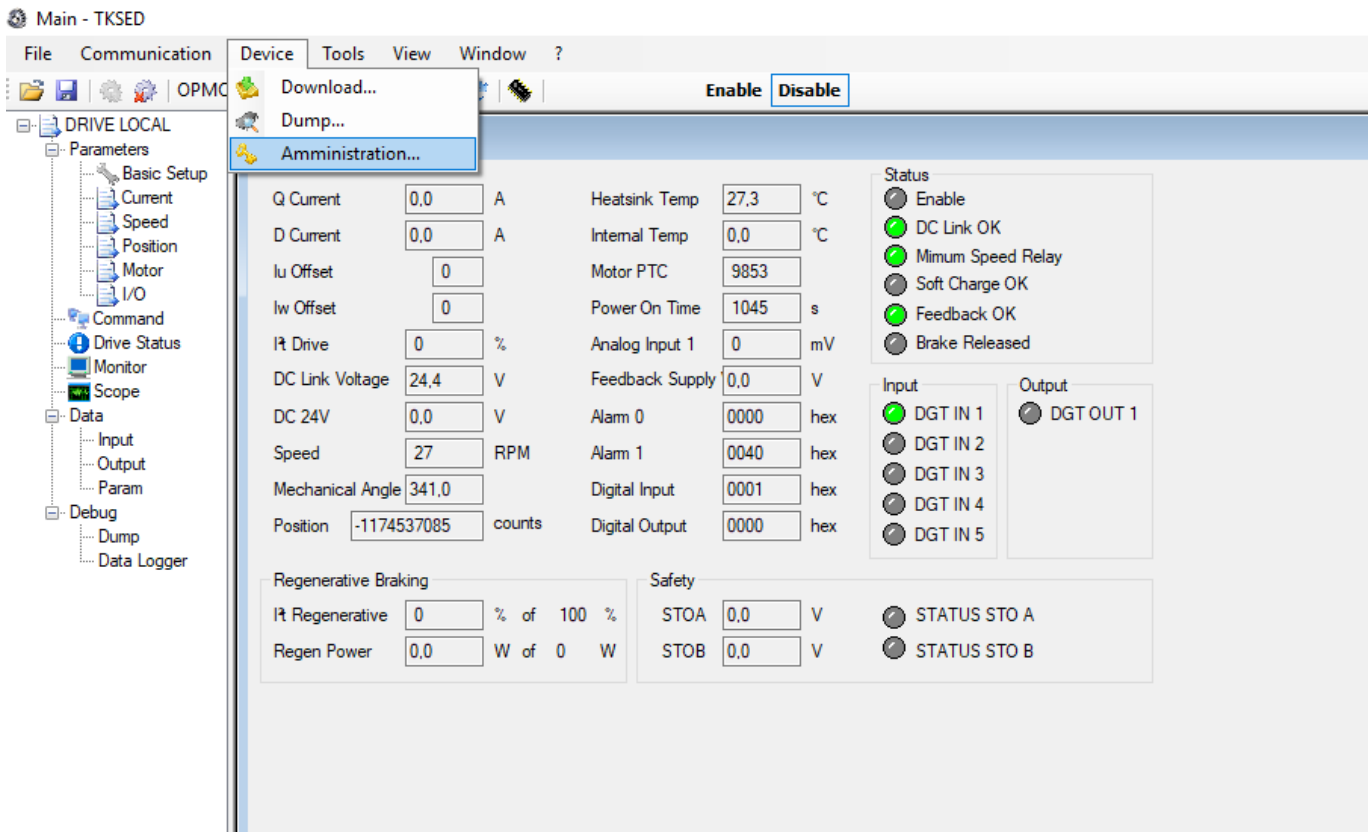 Main - TKSED
File Communication Device Tools View Window ?
OPMO Enable Disable
Download...
Dump...
Amministration...
DRIVE LOCAL
Parameters
Basic Setup
Current
Speed
Position
Motor
I/O
Command
Drive Status
Monitor
Scope
Data
Input
Output
Param
Debug
Dump
Data Logger
Q Current 0,0 A
D Current 0,0 A
Iu Offset 0
Iw Offset 0
I²t Drive 0 %
DC Link Voltage 24,4 V
DC 24V 0,0 V
Speed 27 RPM
Mechanical Angle 341,0
Position -1174537085 counts
Heatsink Temp 27,3 °C
Internal Temp 0,0 °C
Motor PTC 9853
Power On Time 1045 s
Analog Input 1 0 mV
Feedback Supply 0,0 V
Alarm 0 0000 hex
Alarm 1 0040 hex
Digital Input 0001 hex
Digital Output 0000 hex
Status
Enable
DC Link OK
Mimum Speed Relay
Soft Charge OK
Feedback OK
Brake Released
Input
DGT IN 1
DGT IN 2
DGT IN 3
DGT IN 4
DGT IN 5
Output
DGT OUT 1
Regenerative Braking
I²t Regenerative 0 % of 100 %
Regen Power 0,0 W of 0 W
Safety
STOA 0,0 V STATUS STO A
STOB 0,0 V STATUS STO B